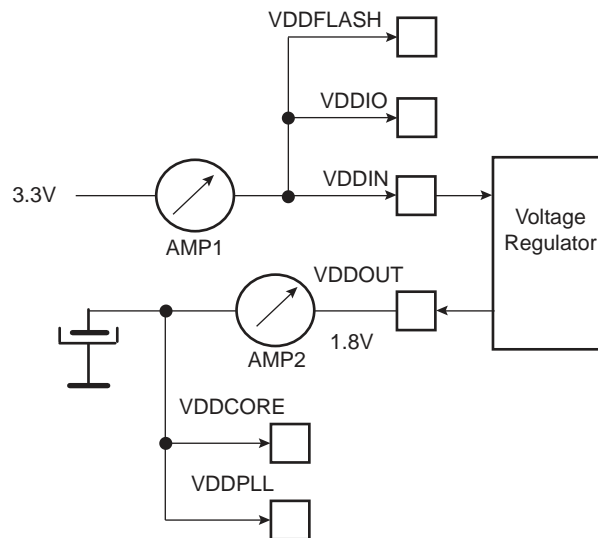 VDDFLASH
VDDIO
VDDIN
3.3V
AMP1
Voltage
Regulator
VDDOUT
1.8V
AMP2
VDDCORE
VDDPLL